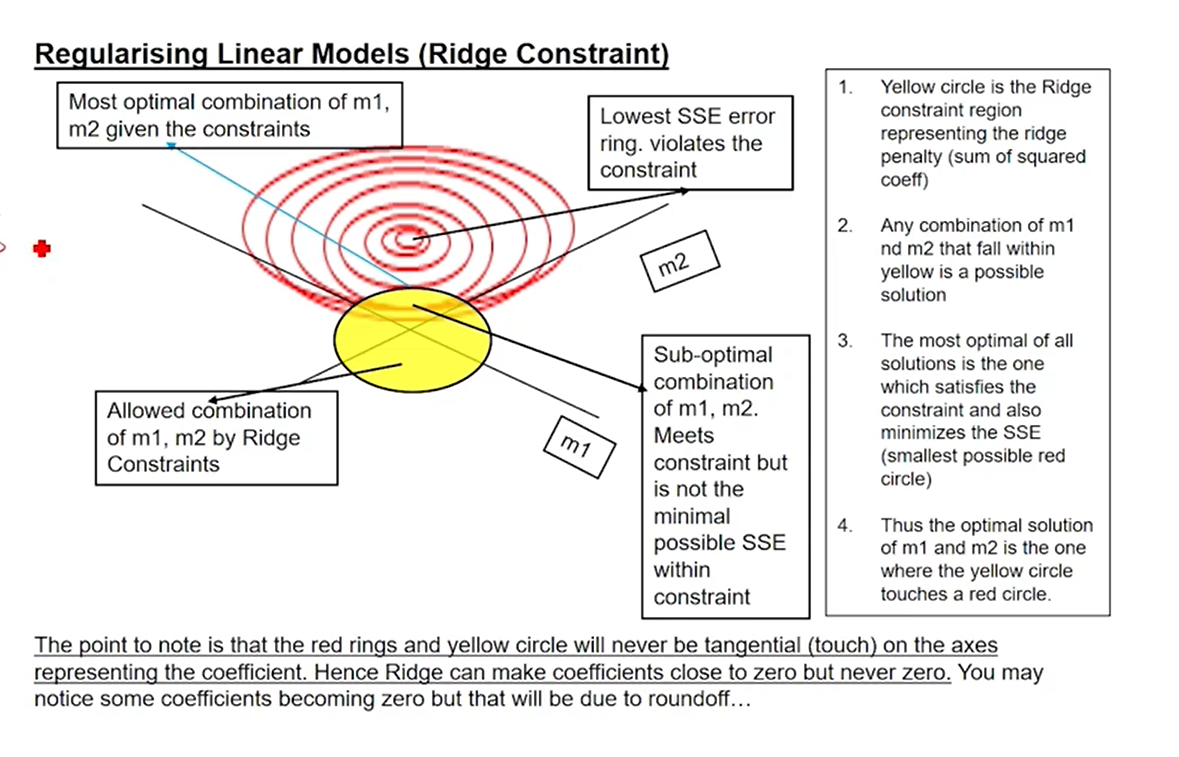 Regularising Linear Models (Ridge Constraint)
Most optimal combination of m1,
m2 given the constraints
Lowest SSE error
ring. violates the
constraint
m2
Allowed combination
of m1, m2 by Ridge
Constraints
m1
Sub-optimal
combination
of m1, m2.
Meets
constraint but
is not the
minimal
possible SSE
within
constraint
1. Yellow circle is the Ridge
constraint region
representing the ridge
penalty (sum of squared
coeff)
2. Any combination of m1
nd m2 that fall within
yellow is a possible
solution
3. The most optimal of all
solutions is the one
which satisfies the
constraint and also
minimizes the SSE
(smallest possible red
circle)
4. Thus the optimal solution
of m1 and m2 is the one
where the yellow circle
touches a red circle.
The point to note is that the red rings and yellow circle will never be tangential (touch) on the axes
representing the coefficient. Hence Ridge can make coefficients close to zero but never zero. You may
notice some coefficients becoming zero but that will be due to roundoff…